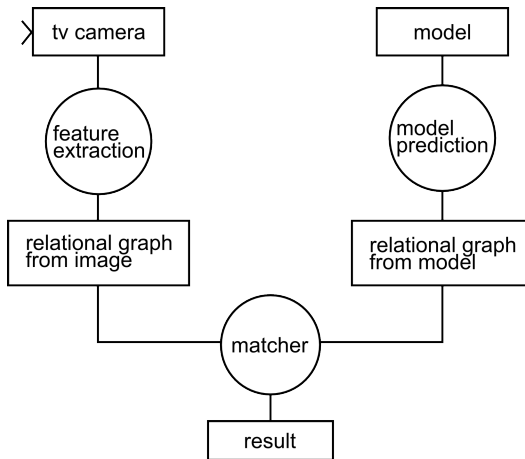 tv camera
model
feature
extraction
model
prediction
relational graph
from image
relational graph
from model
matcher
result